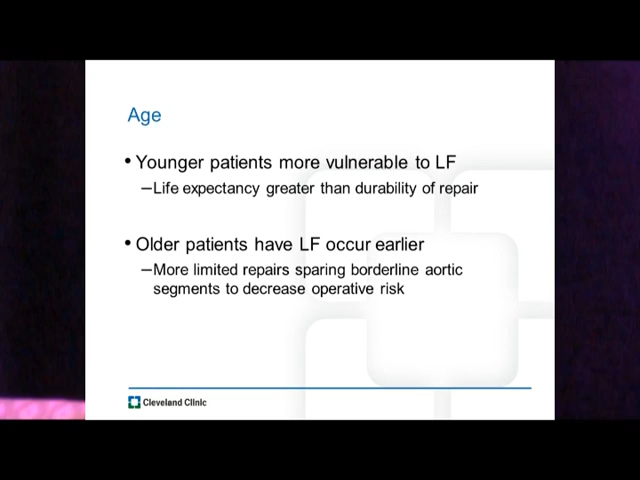 Age
• Younger patients more vulnerable to LF
–Life expectancy greater than durability of repair
• Older patients have LF occur earlier
–More limited repairs sparing borderline aortic
segments to decrease operative risk
Cleveland Clinic